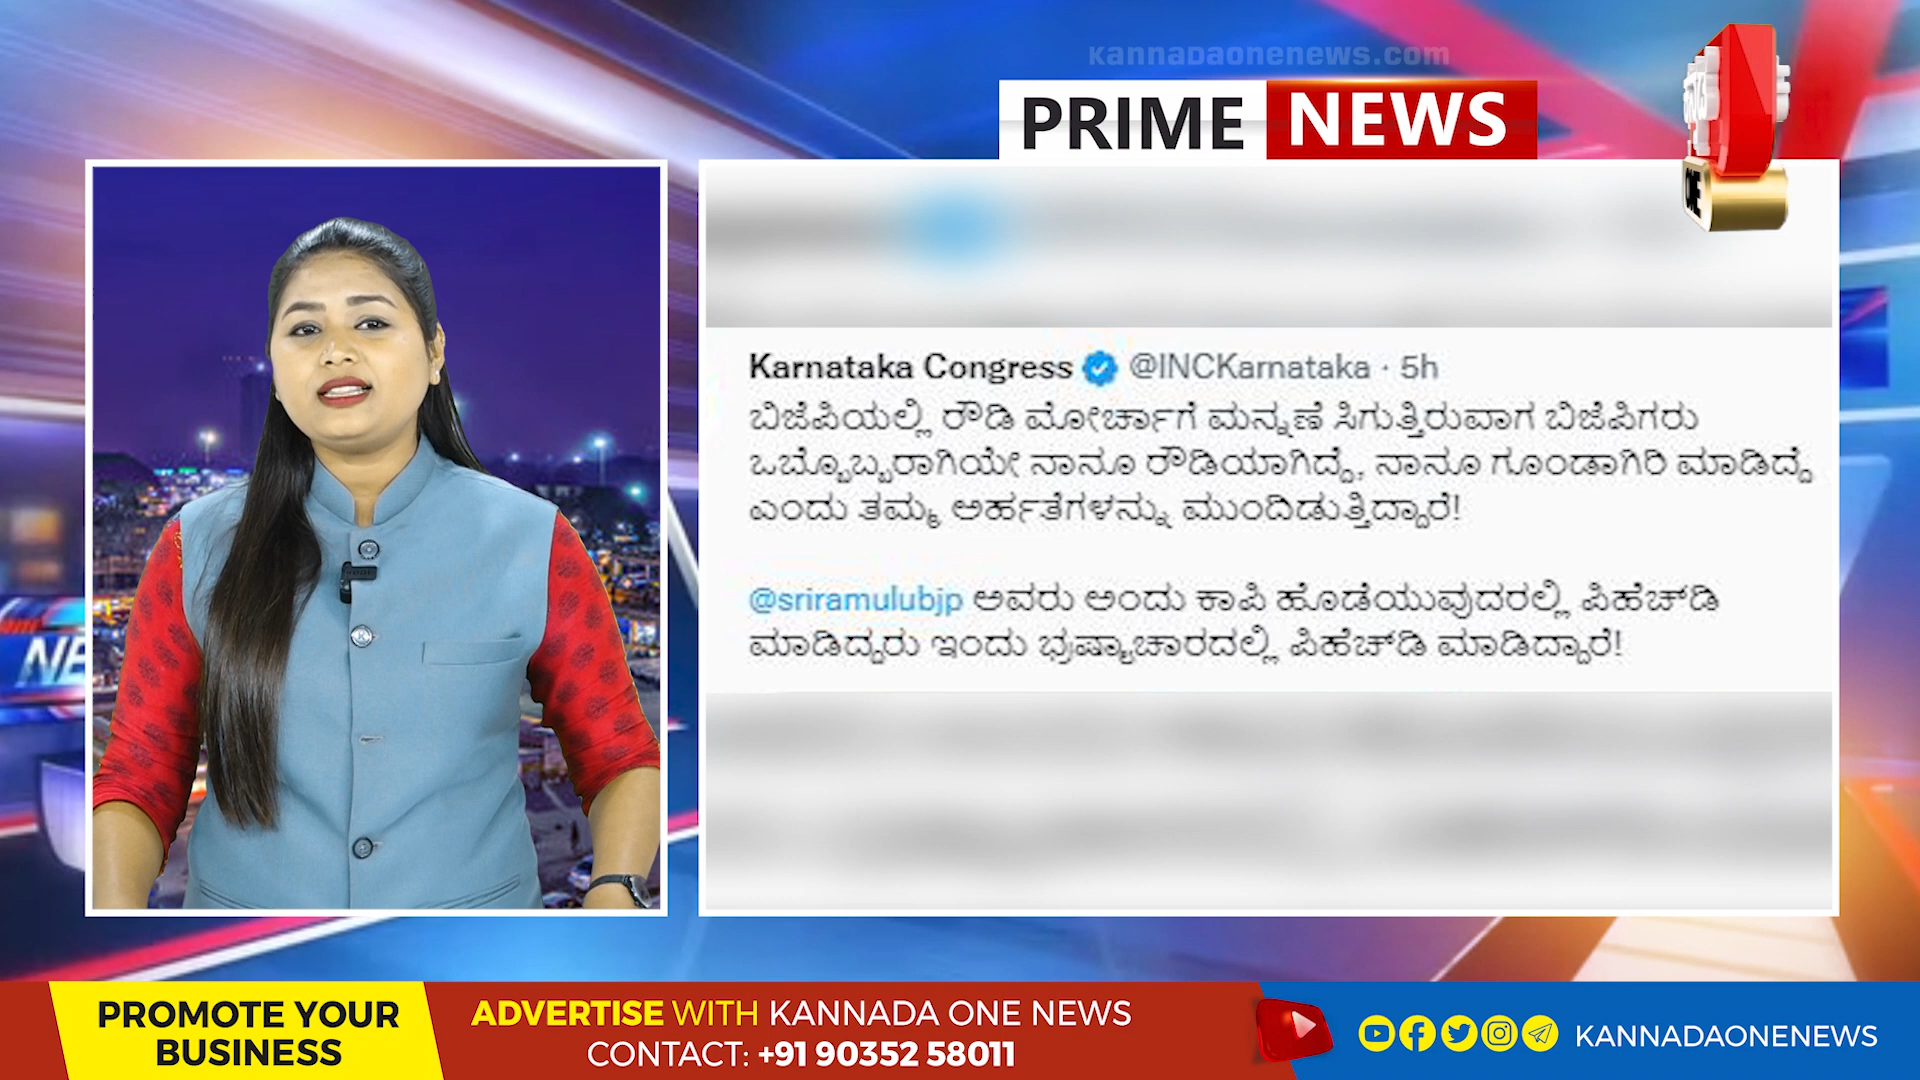 kannadaonenews.com
PRIME NEWS
Karnataka Congress @INCKarnataka · 5h
ಬಿಜೆಪಿಯಲ್ಲಿ ರೌಡಿ ಮೋರ್ಚಾಗೆ ಮನ್ನಣೆ ಸಿಗುತ್ತಿರುವಾಗ ಬಿಜೆಪಿಗರು
ಒಬ್ಬೊಬ್ಬರಾಗಿಯೇ ನಾನೂ ರೌಡಿಯಾಗಿದ್ದೆ, ನಾನೂ ಗೂಂಡಾಗಿರಿ ಮಾಡಿದ್ದೆ
ಎಂದು ತಮ್ಮ ಅರ್ಹತೆಗಳನ್ನು ಮುಂದಿಡುತ್ತಿದ್ದಾರೆ!
@sriramulubjp ಅವರು ಅಂದು ಕಾಪಿ ಹೊಡೆಯುವುದರಲ್ಲಿ ಪಿಹೆಚ್‌ಡಿ
ಮಾಡಿದ್ದರು ಇಂದು ಭ್ರಷ್ಟಾಚಾರದಲ್ಲಿ ಪಿಹೆಚ್‌ಡಿ ಮಾಡಿದ್ದಾರೆ!
NE
PROMOTE YOUR
BUSINESS
ADVERTISE WITH KANNADA ONE NEWS
CONTACT: +91 90352 58011
KANNADAONENEWS